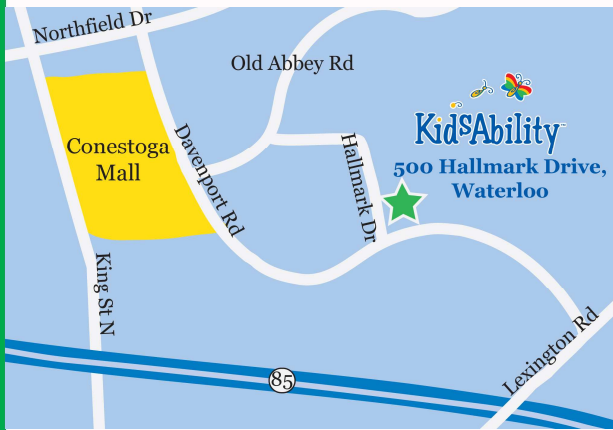 Northfield Dr
Old Abbey Rd
KidsAbility™
500 Hallmark Drive,
Waterloo
Conestoga
Mall
Davenport Rd
Hallmark Dr
King St N
85
Lexington Rd